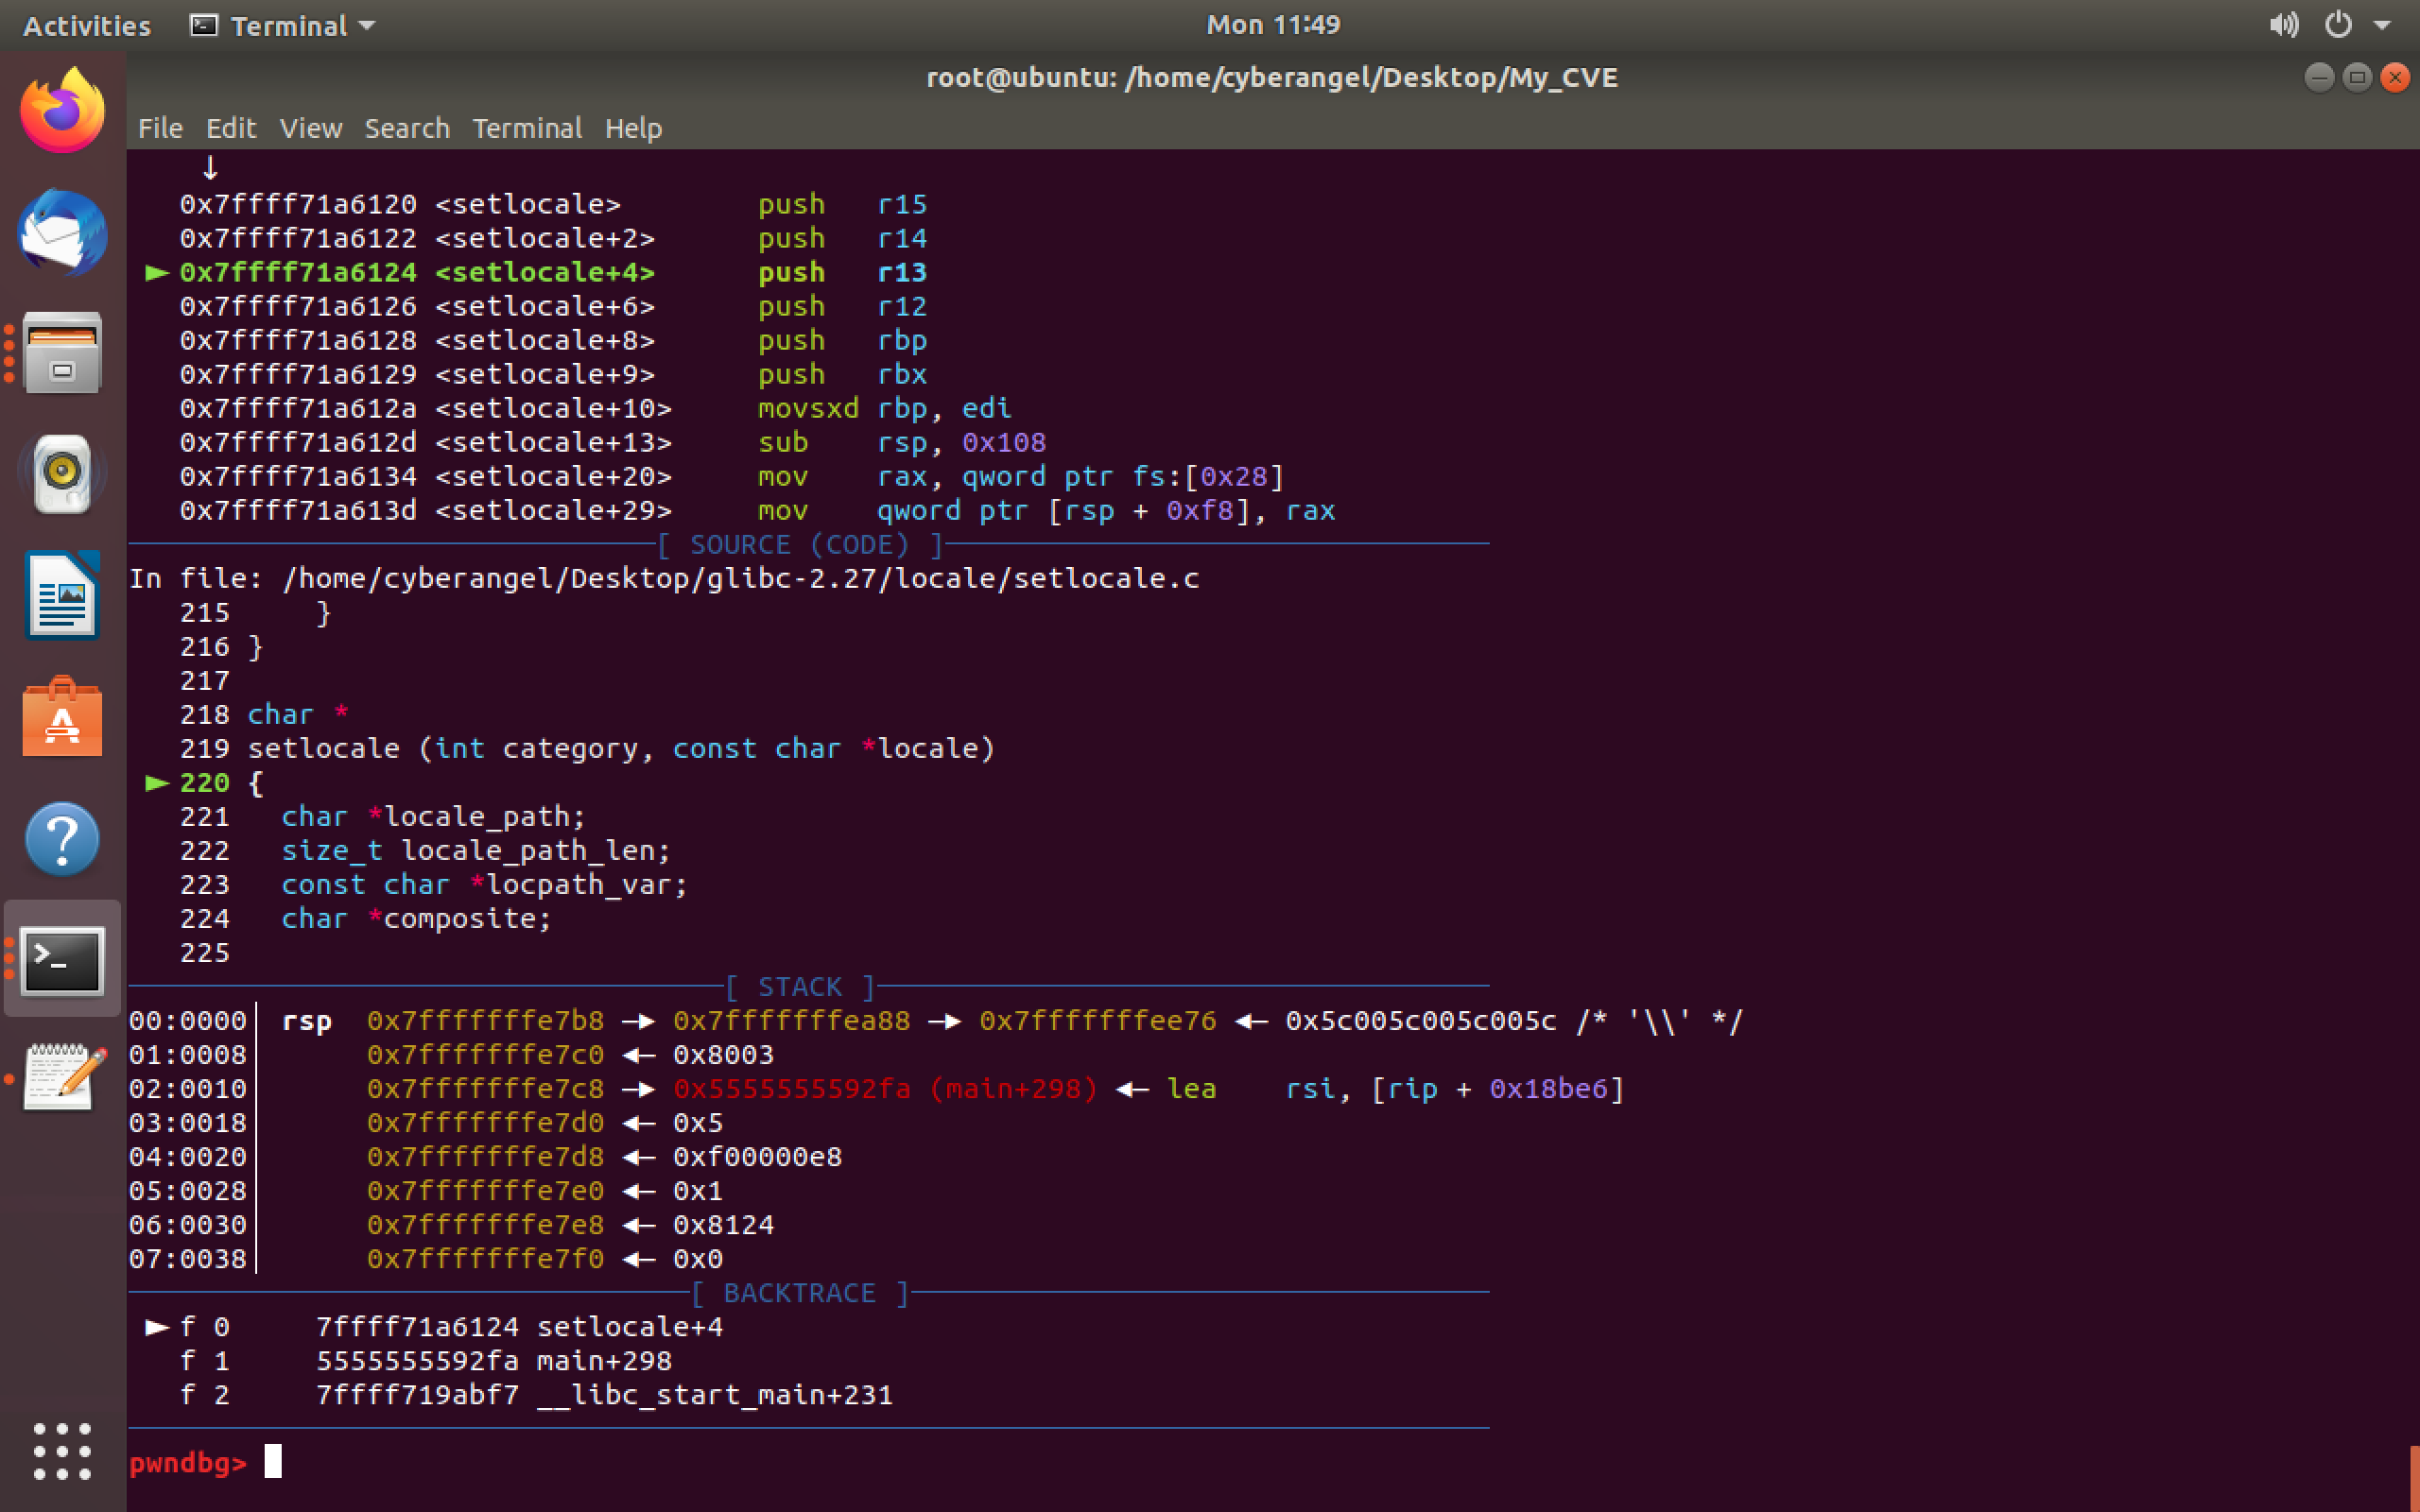 Activities Terminal Mon 11:49
root@ubuntu: /home/cyberangel/Desktop/My_CVE
File Edit View Search Terminal Help
↓
0x7ffff71a6120 <setlocale> push r15
0x7ffff71a6122 <setlocale+2> push r14
► 0x7ffff71a6124 <setlocale+4> push r13
0x7ffff71a6126 <setlocale+6> push r12
0x7ffff71a6128 <setlocale+8> push rbp
0x7ffff71a6129 <setlocale+9> push rbx
0x7ffff71a612a <setlocale+10> movsxd rbp, edi
0x7ffff71a612d <setlocale+13> sub rsp, 0x108
0x7ffff71a6134 <setlocale+20> mov rax, qword ptr fs:[0x28]
0x7ffff71a613d <setlocale+29> mov qword ptr [rsp + 0xf8], rax
[ SOURCE (CODE) ]
In file: /home/cyberangel/Desktop/glibc-2.27/locale/setlocale.c
215 }
216 }
217
218 char *
219 setlocale (int category, const char *locale)
► 220 {
221 char *locale_path;
222 size_t locale_path_len;
223 const char *locpath_var;
224 char *composite;
225
[ STACK ]
00:0000│ rsp 0x7fffffffe7b8 —► 0x7fffffffea88 —► 0x7fffffffee76 ◄— 0x5c005c005c005c /* '\\' */
01:0008│ 0x7fffffffe7c0 ◄— 0x8003
02:0010│ 0x7fffffffe7c8 —► 0x5555555592fa (main+298) ◄— lea rsi, [rip + 0x18be6]
03:0018│ 0x7fffffffe7d0 ◄— 0x5
04:0020│ 0x7fffffffe7d8 ◄— 0xf00000e8
05:0028│ 0x7fffffffe7e0 ◄— 0x1
06:0030│ 0x7fffffffe7e8 ◄— 0x8124
07:0038│ 0x7fffffffe7f0 ◄— 0x0
[ BACKTRACE ]
► f 0 7ffff71a6124 setlocale+4
f 1 5555555592fa main+298
f 2 7ffff719abf7 __libc_start_main+231
pwndbg>